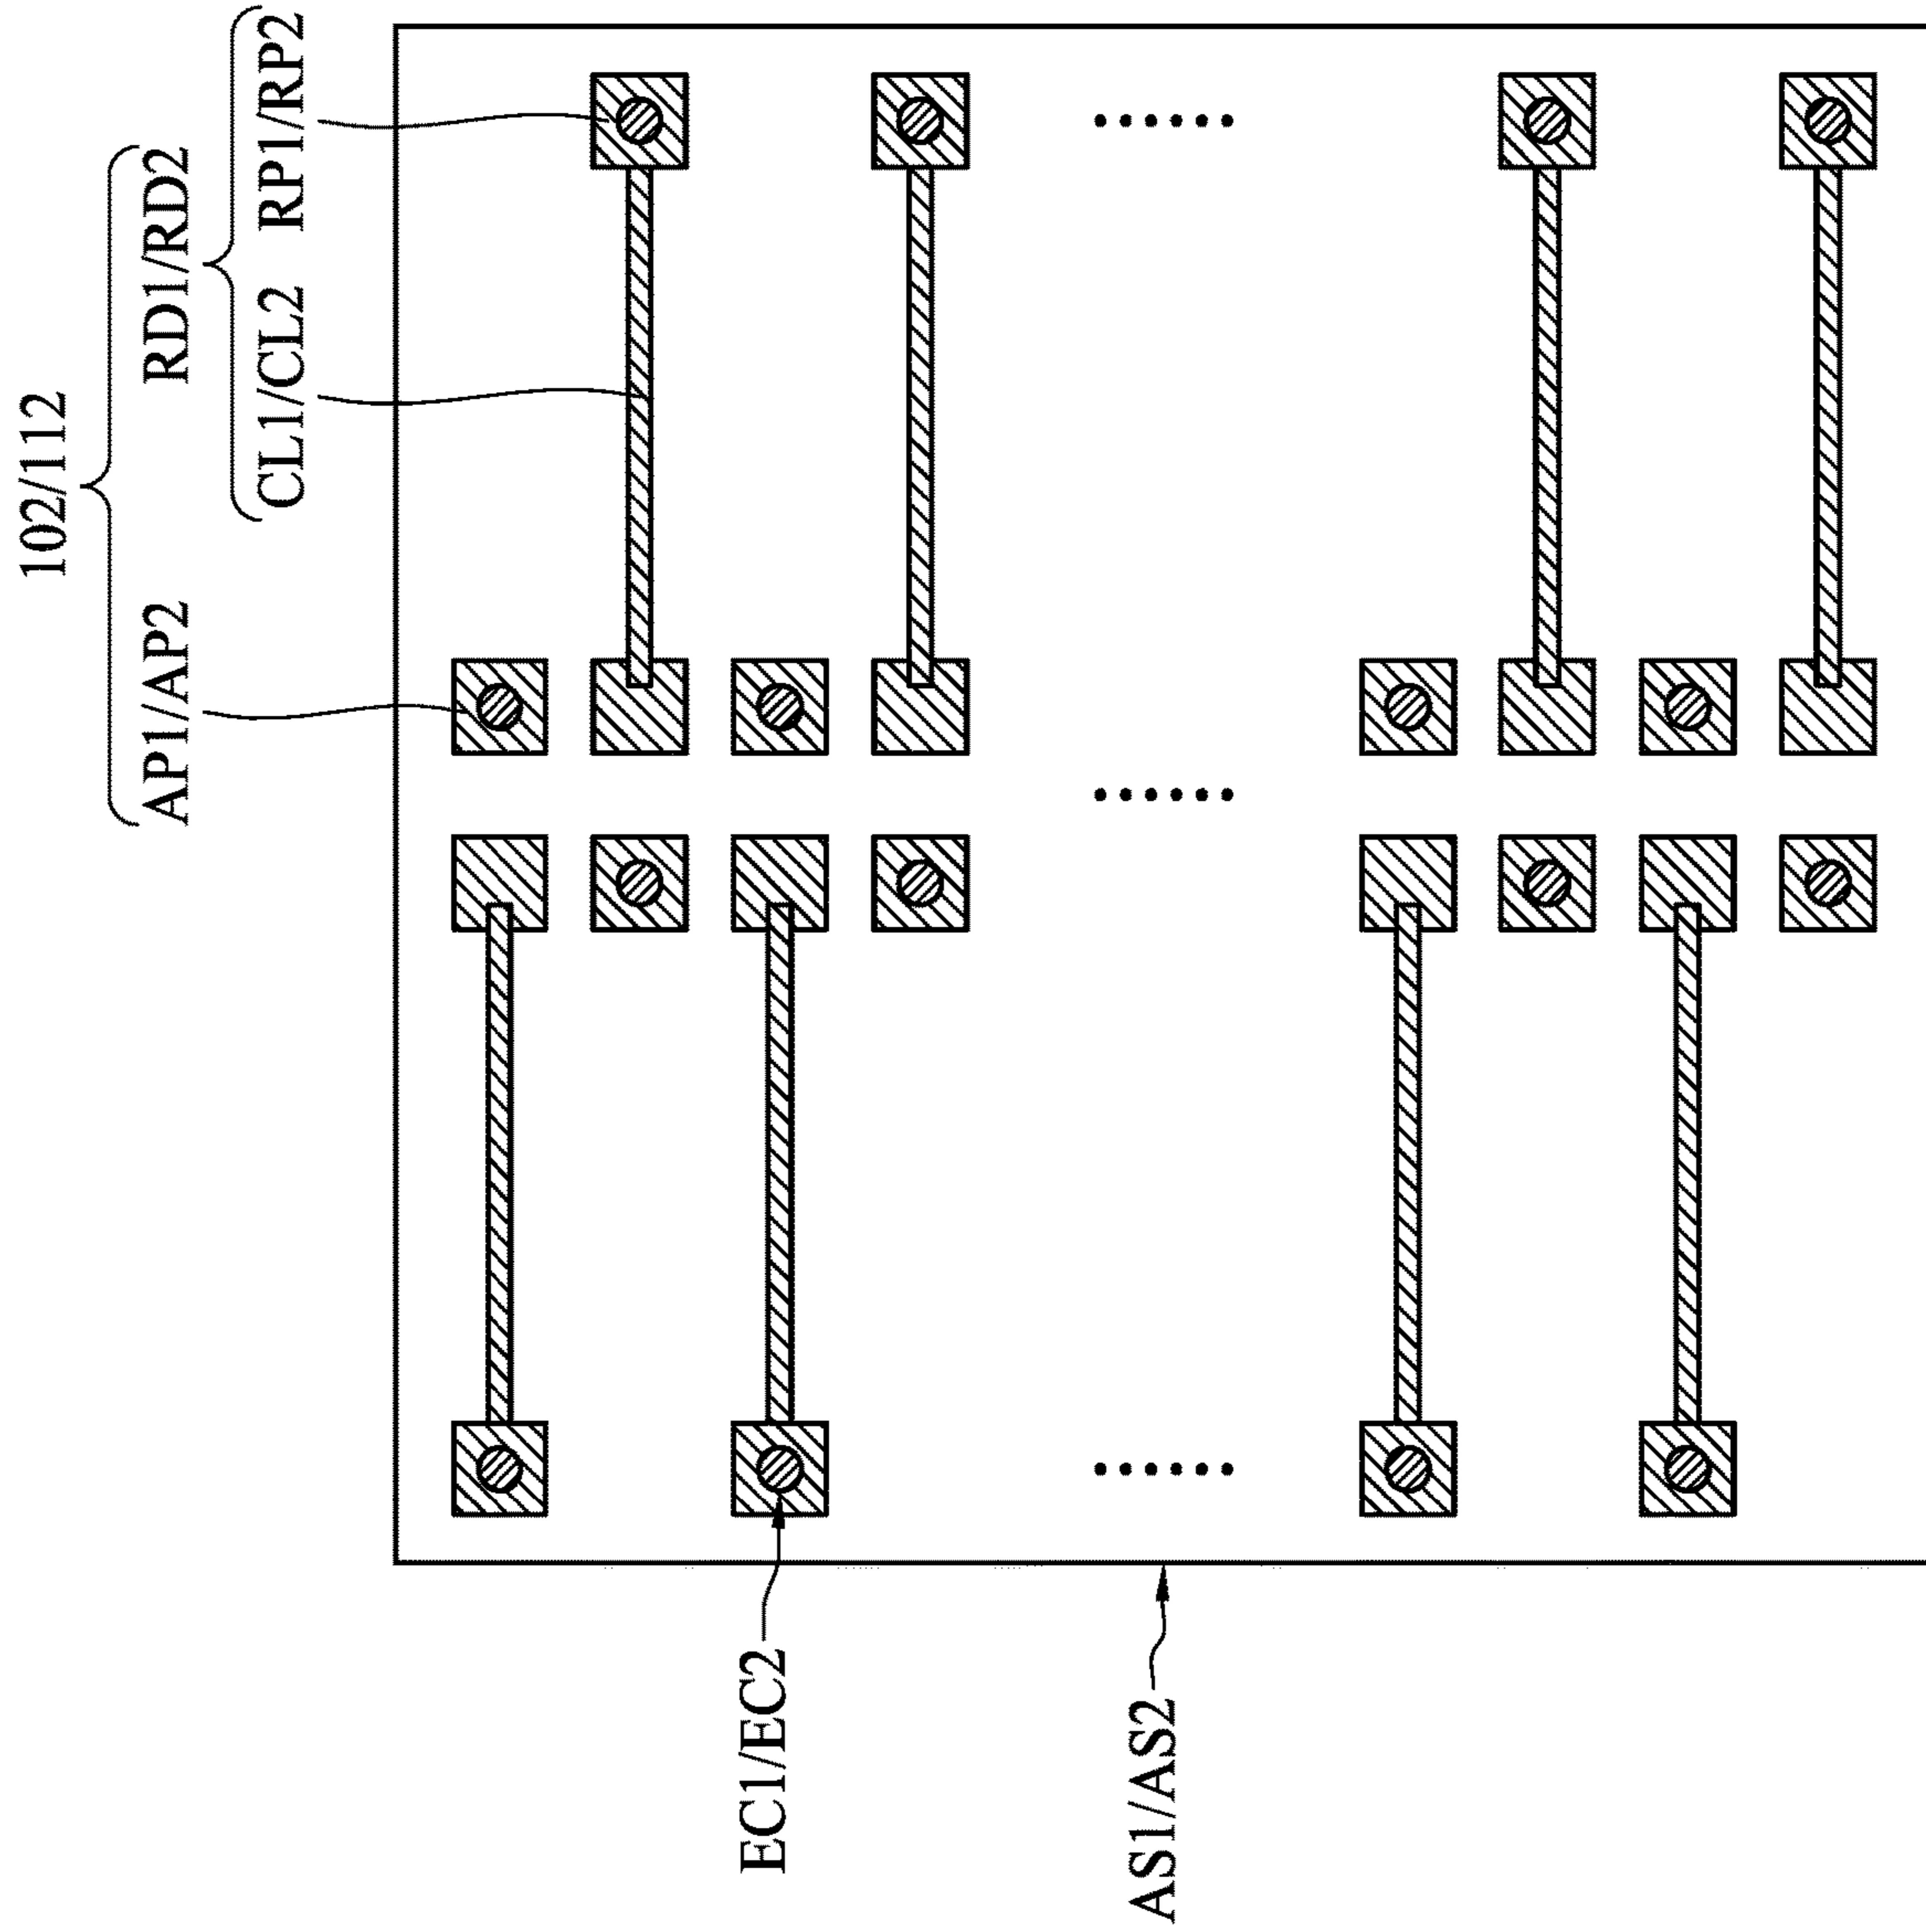 102/112
AP1/AP2 RD1/RD2
CL1/CL2 RP1/RP2
EC1/EC2
AS1/AS2